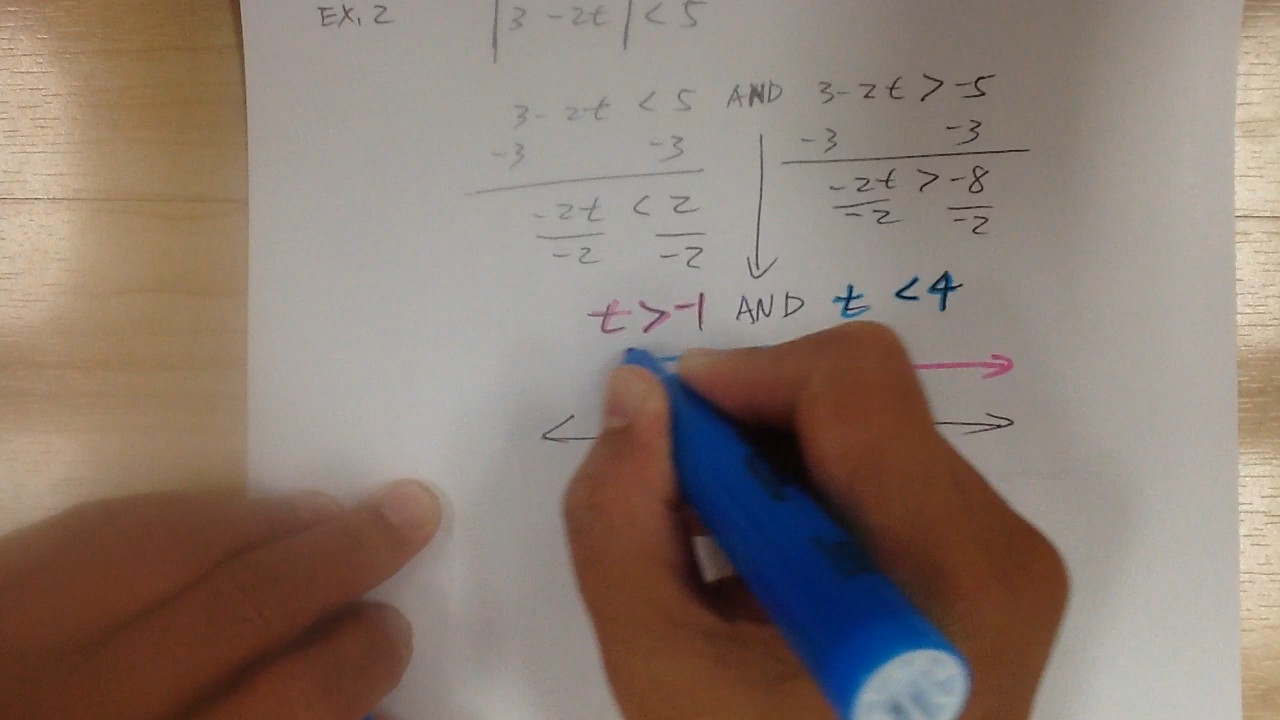 EX. 2 |3 - 2t| < 5
3 - 2t < 5 AND 3 - 2t > -5
-3 -3 -3 -3
-2t < 2 -2t > -8
-2 -2 -2 -2
t > -1 AND t < 4